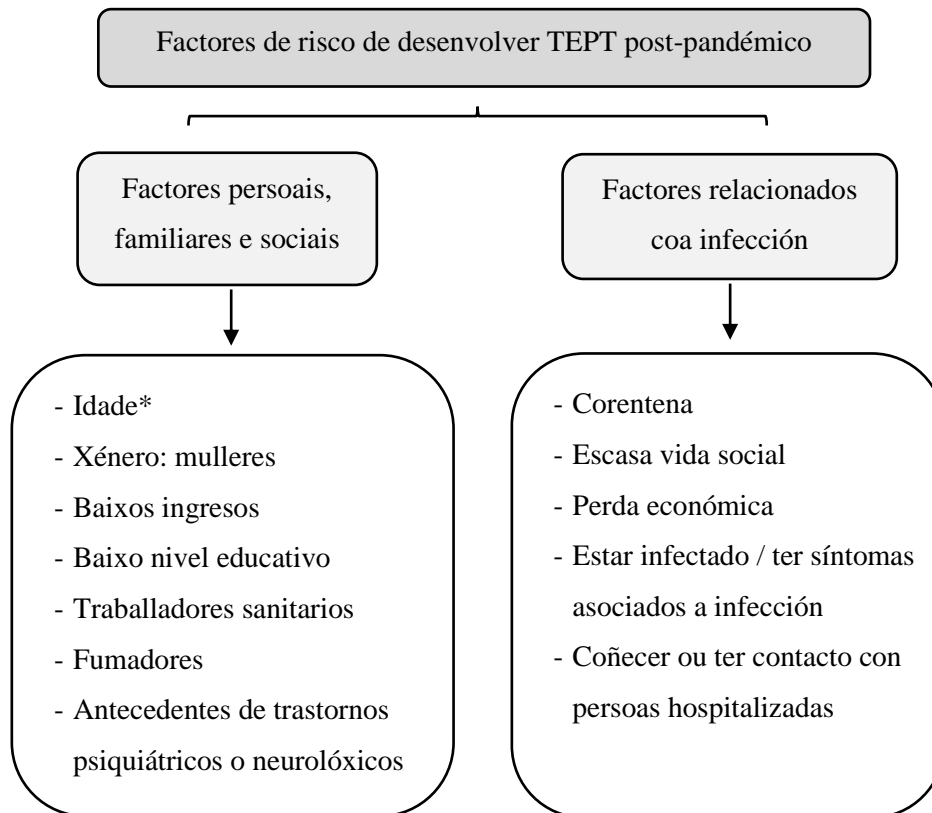 Factores de risco de desenvolver TEPT post-pandémico
Factores persoais,
familiares e sociais
- Idade*
- Xénero: mulleres
- Baixos ingresos
- Baixo nivel educativo
- Traballadores sanitarios
- Fumadores
- Antecedentes de trastornos
psiquiátricos o neurolóxicos
Factores relacionados
coa infección
- Corentena
- Escasa vida social
- Perda económica
- Estar infectado / ter síntomas
asociados a infección
- Coñecer ou ter contacto con
persoas hospitalizadas